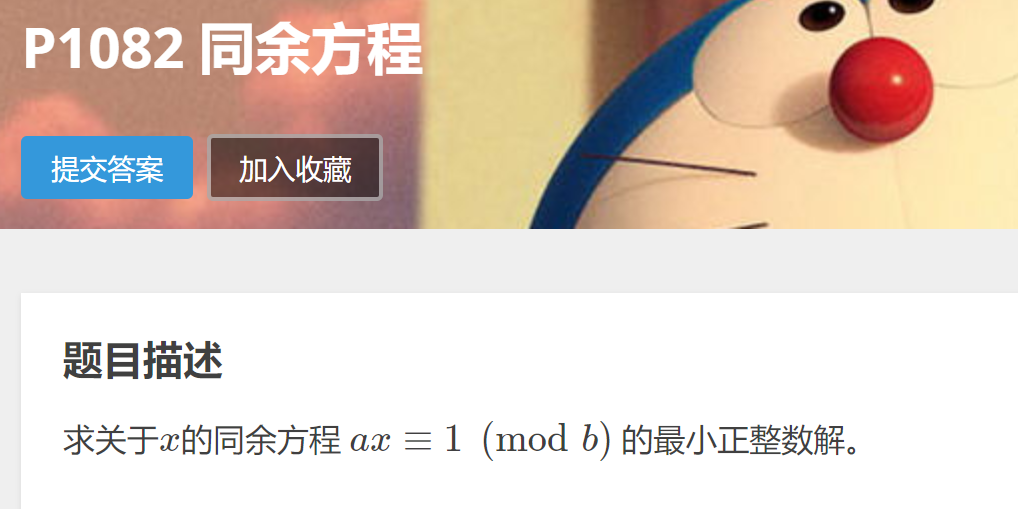 P1082 同余方程
提交答案 加入收藏
题目描述
求关于x的同余方程 ax ≡ 1 (mod b) 的最小正整数解。